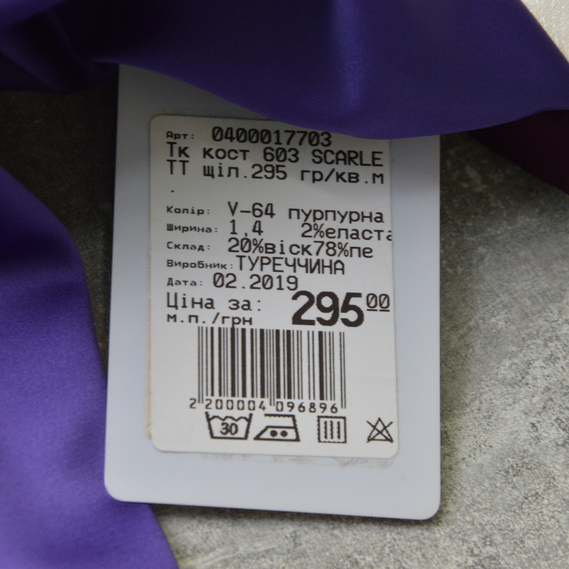 Арт: 0400017703
Тк кост 603 SCARLE
ТТ щіл.295 гр/кв.м
.
Колір: V-64 пурпурна
Ширина: 1,4 2%еласта
Склад: 20%віск78%пе
Виробник: ТУРЕЧЧИНА
Дата: 02.2019
Ціна за: 295 00
м.п./грн
2 200004 096896
30